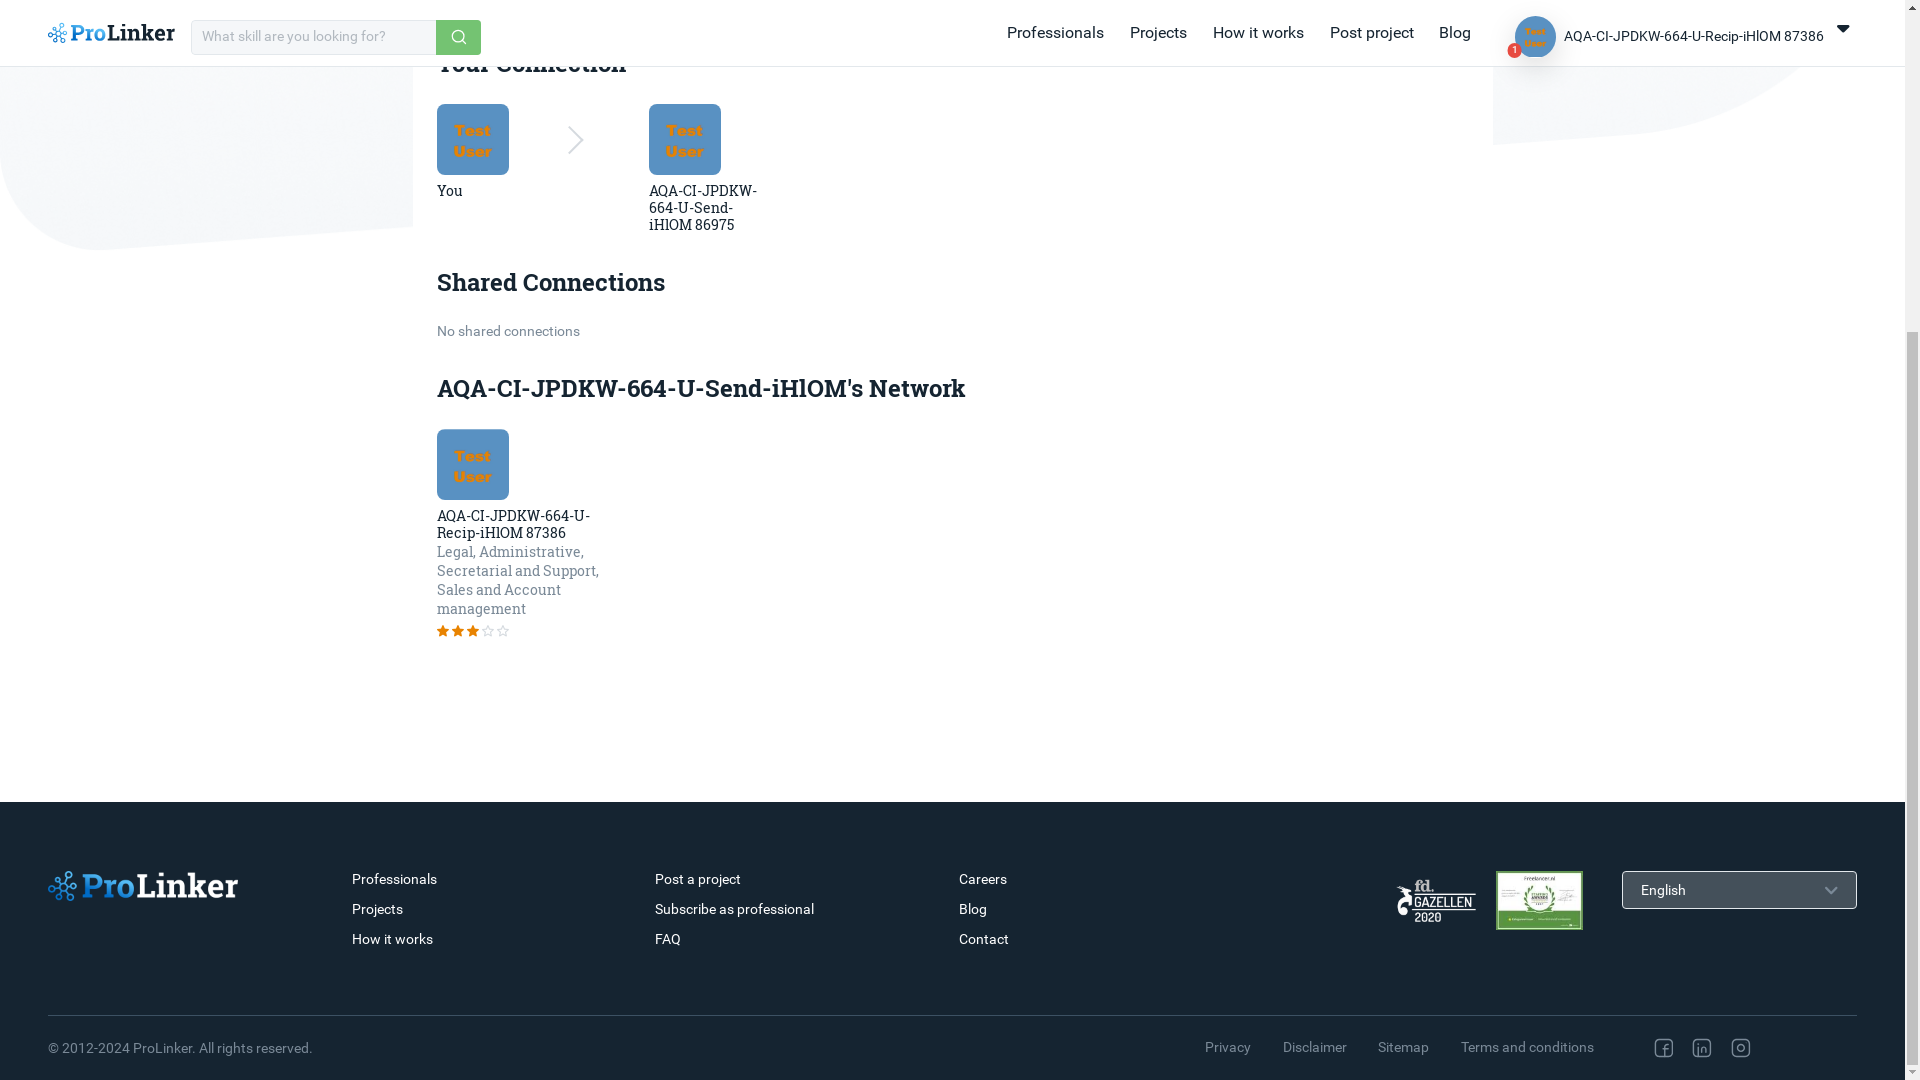 ProLinker
What skill are you looking for?
Professionals
Projects
How it works
Post project
Blog
Test
User
1
AQA-CI-JPDKW-664-U-Recip-iHlOM 87386
Your Connection
Test
User
Test
User
You
AQA-CI-JPDKW-
664-U-Send-
iHlOM 86975
Shared Connections
No shared connections
AQA-CI-JPDKW-664-U-Send-iHlOM's Network
Test
User
AQA-CI-JPDKW-664-U-
Recip-iHlOM 87386
Legal, Administrative,
Secretarial and Support,
Sales and Account
management
ProLinker
Professionals
Projects
How it works
Post a project
Subscribe as professional
FAQ
Careers
Blog
Contact
fd.
GAZELLEN
2020
Freelancer.nl
English
© 2012-2024 ProLinker. All rights reserved.
Privacy
Disclaimer
Sitemap
Terms and conditions